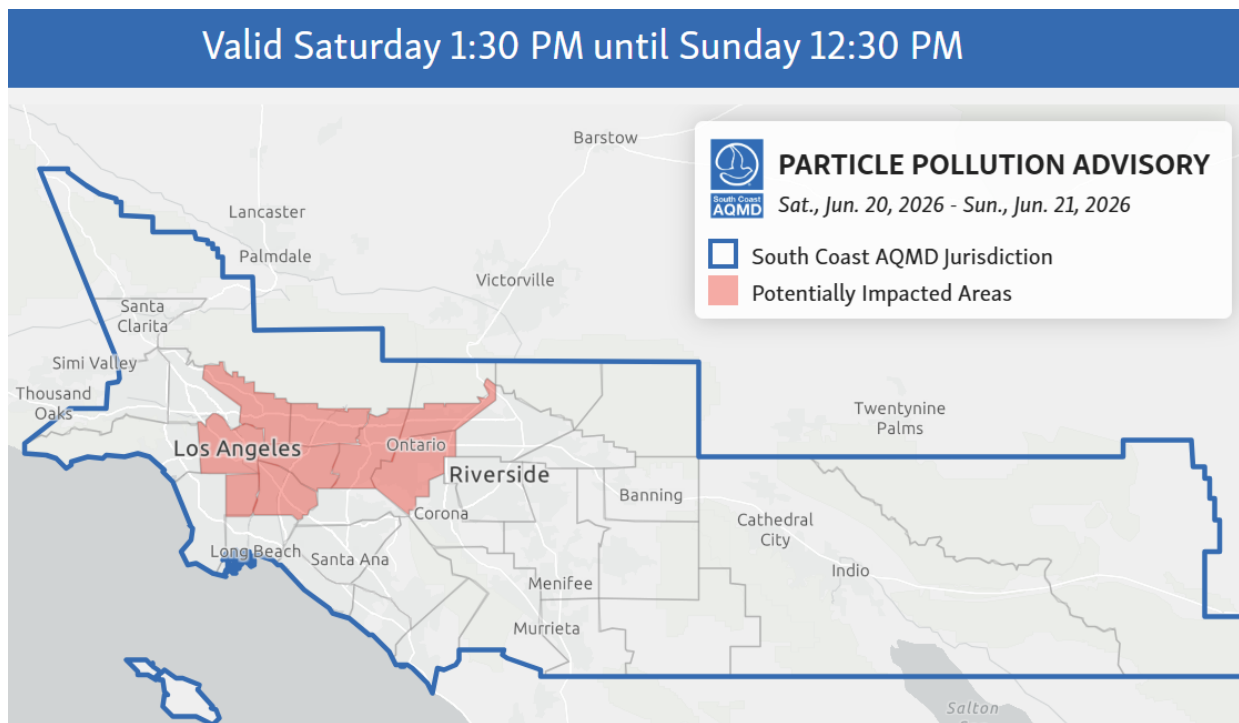 Valid Saturday 1:30 PM until Sunday 12:30 PM
Barstow
South Coast
AQMD
PARTICLE POLLUTION ADVISORY
Sat., Jun. 20, 2026 - Sun., Jun. 21, 2026
South Coast AQMD Jurisdiction
Potentially Impacted Areas
Lancaster
Palmdale
Victorville
Santa
Clarita
Simi Valley
Thousand
Oaks
Twentynine
Palms
Los Angeles
Ontario
Riverside
Banning
Corona
Cathedral
City
Long Beach
Santa Ana
Indio
Menifee
Murrieta
Salton